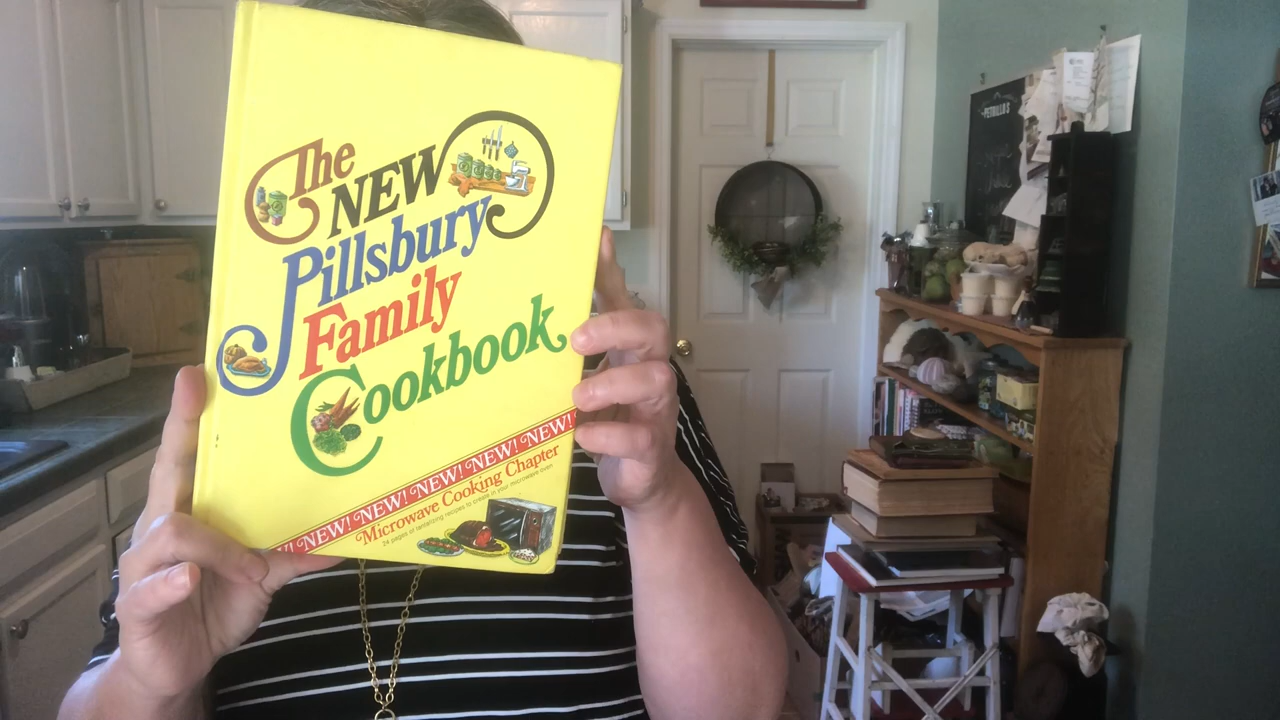 The
NEW
Pillsbury
Family
Cookbook
NEW! NEW! NEW! NEW! NEW!
Microwave Cooking Chapter
24 pages of tantalizing recipes to create in your microwave oven
PETRILLO'S